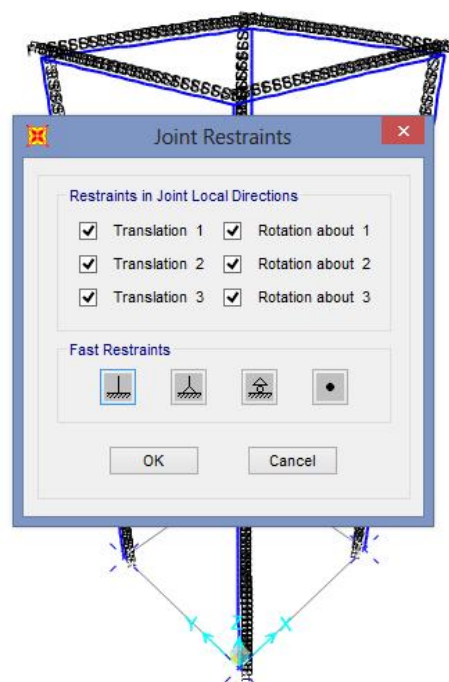 Joint Restraints
Restraints in Joint Local Directions
Translation 1 Rotation about 1
Translation 2 Rotation about 2
Translation 3 Rotation about 3
Fast Restraints
OK Cancel
Y Z X